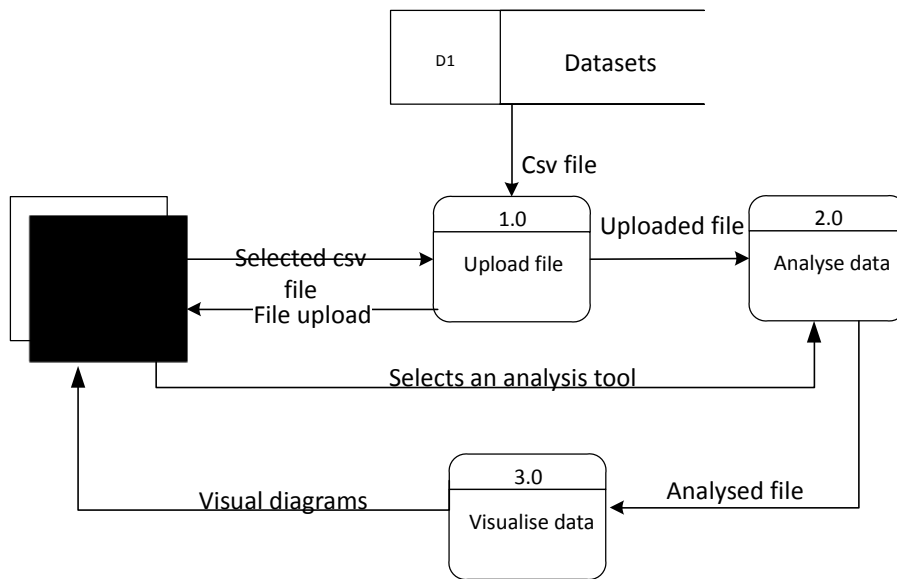 D1
Datasets
Csv file
1.0
Upload file
Uploaded file
2.0
Analyse data
Selected csv
file
File upload
Selects an analysis tool
3.0
Visualise data
Analysed file
Visual diagrams